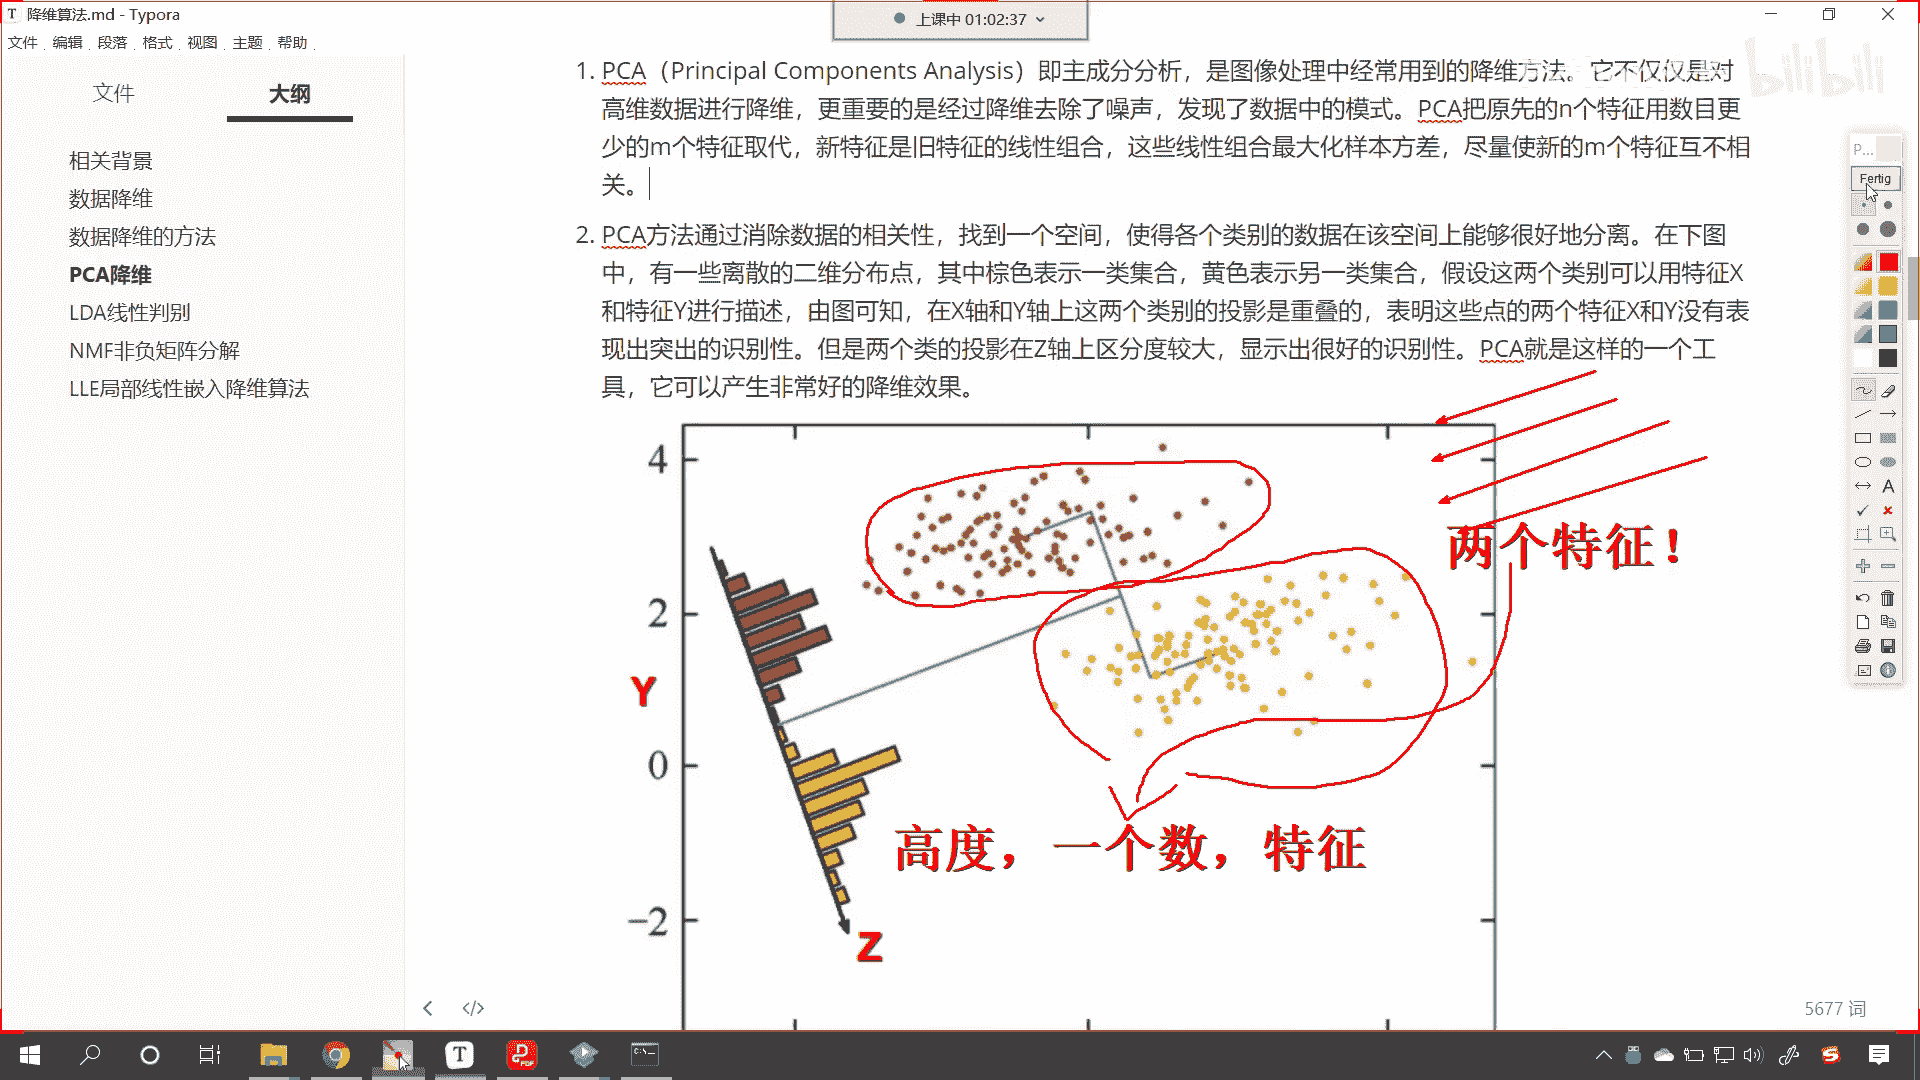 降维算法.md - Typora
上课中 01:02:37
文件 编辑 段落 格式 视图 主题 帮助
文件 大纲
相关背景
数据降维
数据降维的方法
PCA降维
LDA线性判别
NMF非负矩阵分解
LLE局部线性嵌入降维算法
1. PCA（Principal Components Analysis）即主成分分析，是图像处理中经常用到的降维方法。它不仅仅是对
高维数据进行降维，更重要的是经过降维去除了噪声，发现了数据中的模式。PCA把原先的n个特征用数目更
少的m个特征取代，新特征是旧特征的线性组合，这些线性组合最大化样本方差，尽量使新的m个特征互不相
关。
2. PCA方法通过消除数据的相关性，找到一个空间，使得各个类别的数据在该空间上能够很好地分离。在下图
中，有一些离散的二维分布点，其中棕色表示一类集合，黄色表示另一类集合，假设这两个类别可以用特征X
和特征Y进行描述，由图可知，在X轴和Y轴上这两个类别的投影是重叠的，表明这些点的两个特征X和Y没有表
现出突出的识别性。但是两个类的投影在Z轴上区分度较大，显示出很好的识别性。PCA就是这样的一个工
具，它可以产生非常好的降维效果。
bilibili
P...
Fertig
A
4
2
0
−2
Y
Z
两个特征！
高度，一个数，特征
</>
5677 词